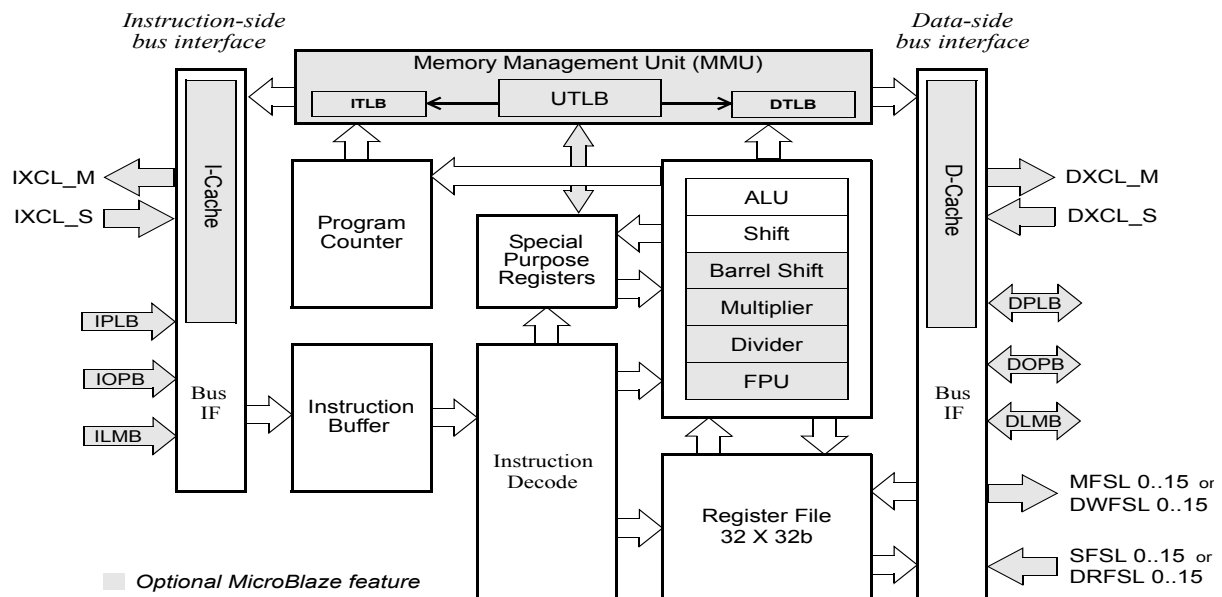 Instruction-side
bus interface
Data-side
bus interface
Memory Management Unit (MMU)
ITLB
UTLB
DTLB
I-Cache
D-Cache
IXCL_M
IXCL_S
DXCL_M
DXCL_S
Program
Counter
Special
Purpose
Registers
ALU
Shift
Barrel Shift
Multiplier
Divider
FPU
IPLB
IOPB
ILMB
Bus
IF
Instruction
Buffer
Instruction
Decode
Register File
32 X 32b
Bus
IF
DPLB
DOPB
DLMB
MFSL 0..15 or
DWFSL 0..15
SFSL 0..15 or
DRFSL 0..15
Optional MicroBlaze feature